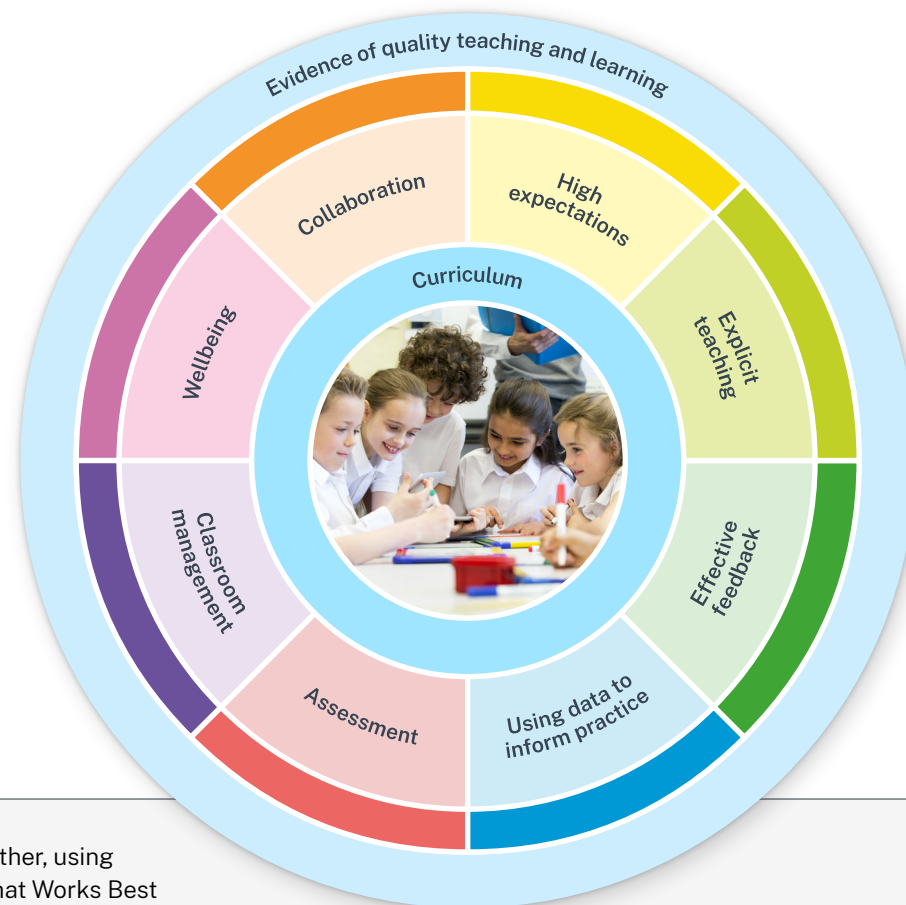 Evidence of quality teaching and learning
Collaboration
High
expectations
Curriculum
Wellbeing
Explicit
teaching
Classroom
management
Effective
feedback
Assessment
Using data to
inform practice
ther, using
hat Works Best